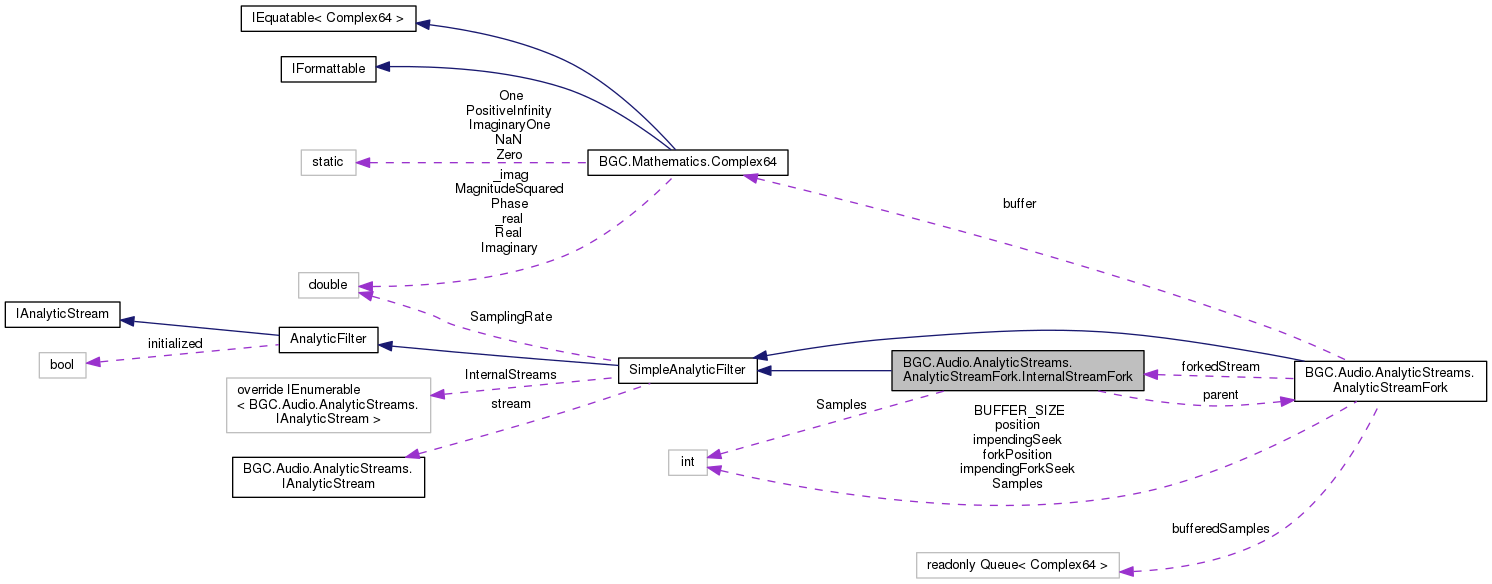 IEquatable< Complex64 >
IFormattable
One
PositiveInfinity
ImaginaryOne
NaN
Zero
static
BGC.Mathematics.Complex64
_imag
MagnitudeSquared
Phase
_real
Real
Imaginary
buffer
double
IAnalyticStream
SamplingRate
AnalyticFilter
initialized
bool
SimpleAnalyticFilter
BGC.Audio.AnalyticStreams.
AnalyticStreamFork.InternalStreamFork
forkedStream
BGC.Audio.AnalyticStreams.
AnalyticStreamFork
parent
InternalStreams
override IEnumerable
< BGC.Audio.AnalyticStreams.
IAnalyticStream >
stream
Samples
BUFFER_SIZE
position
impendingSeek
forkPosition
impendingForkSeek
Samples
int
BGC.Audio.AnalyticStreams.
IAnalyticStream
bufferedSamples
readonly Queue< Complex64 >